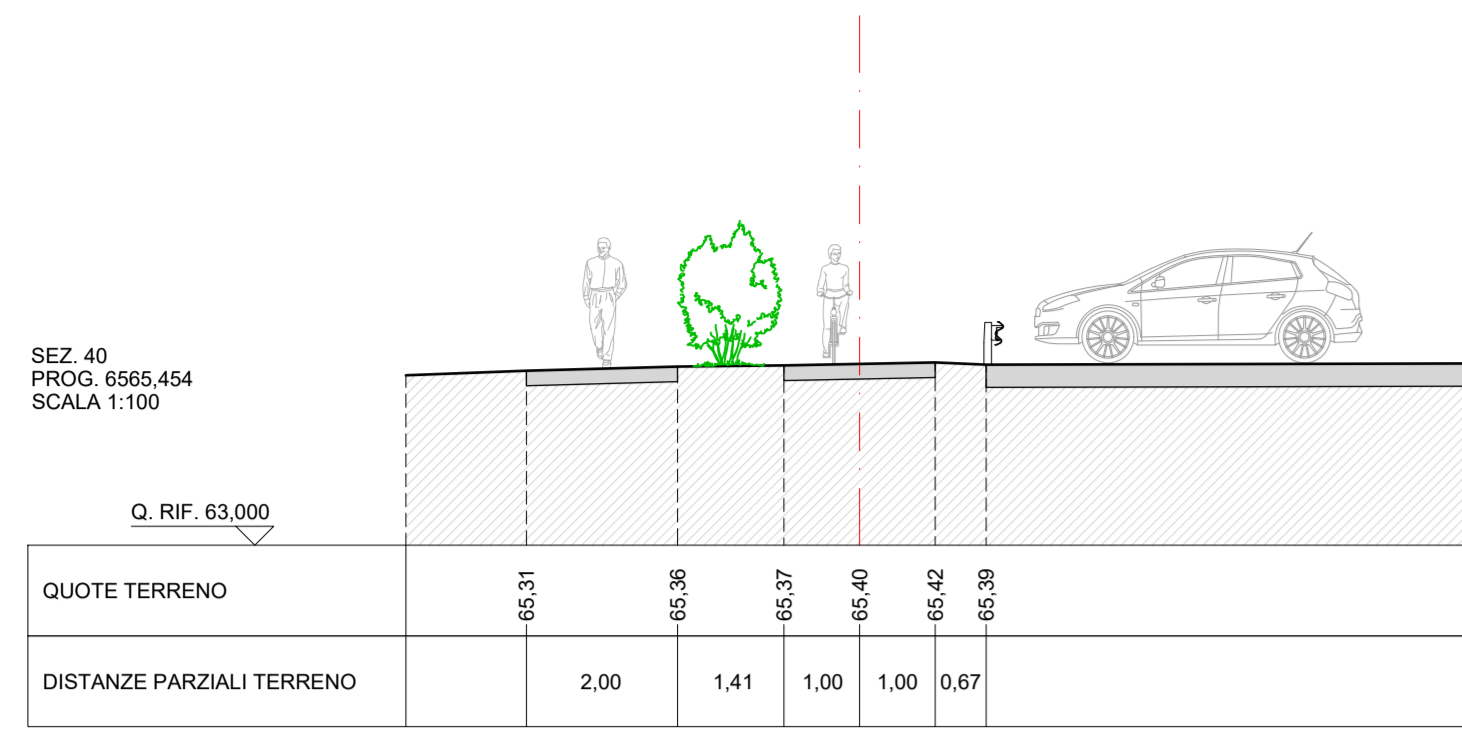 SEZ. 40
PROG. 6565,454
SCALA 1:100
Q. RIF. 63,000
QUOTE TERRENO
65,31
65,36
65,37
65,40
65,42
65,39
DISTANZE PARZIALI TERRENO
2,00
1,41
1,00
1,00
0,67